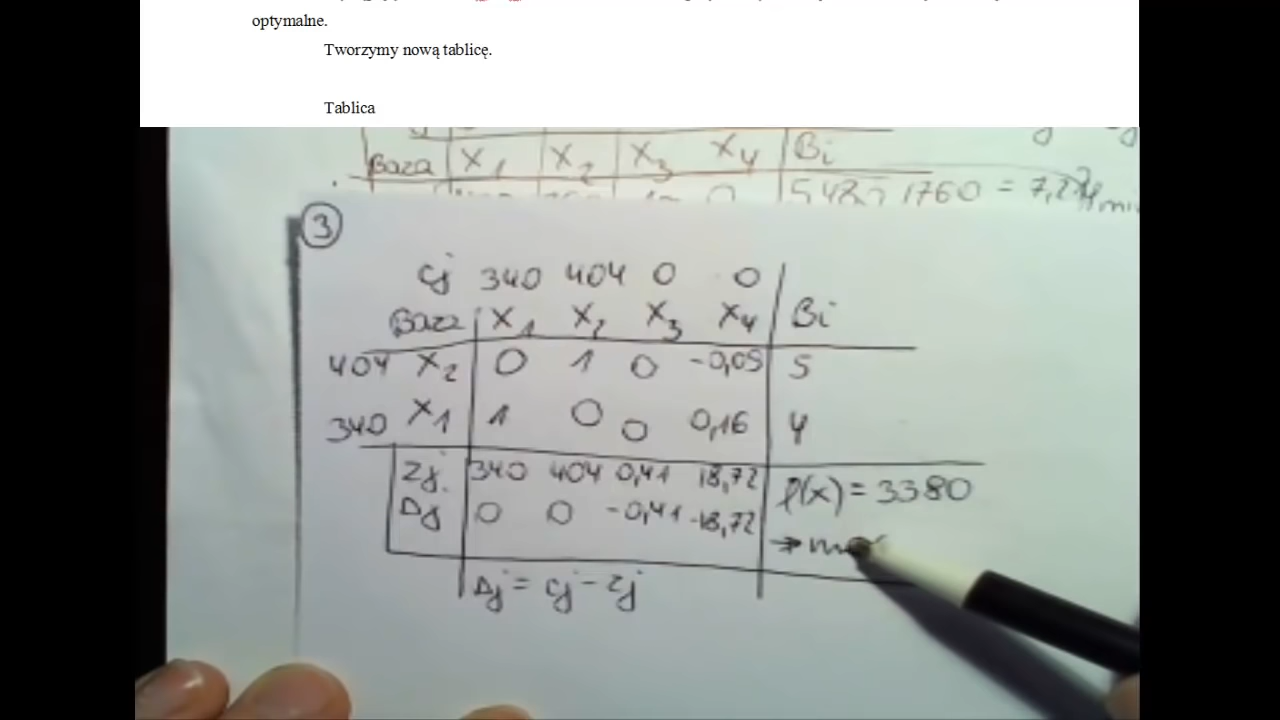 optymalne.
Tworzymy nową tablicę.
Tablica
Baza X1 X2 X3 X4 Bi
= 7,27
3
cj 340 404 0 0
Baza X1 X2 X3 X4 Bi
404 X2 0 1 0 -0,05 5
340 X1 1 0 0 0,16 4
Zj 340 404 0,41 18,72 f(x) = 3380
Δj 0 0 -0,41 -18,72 → max
Δj = cj - zj